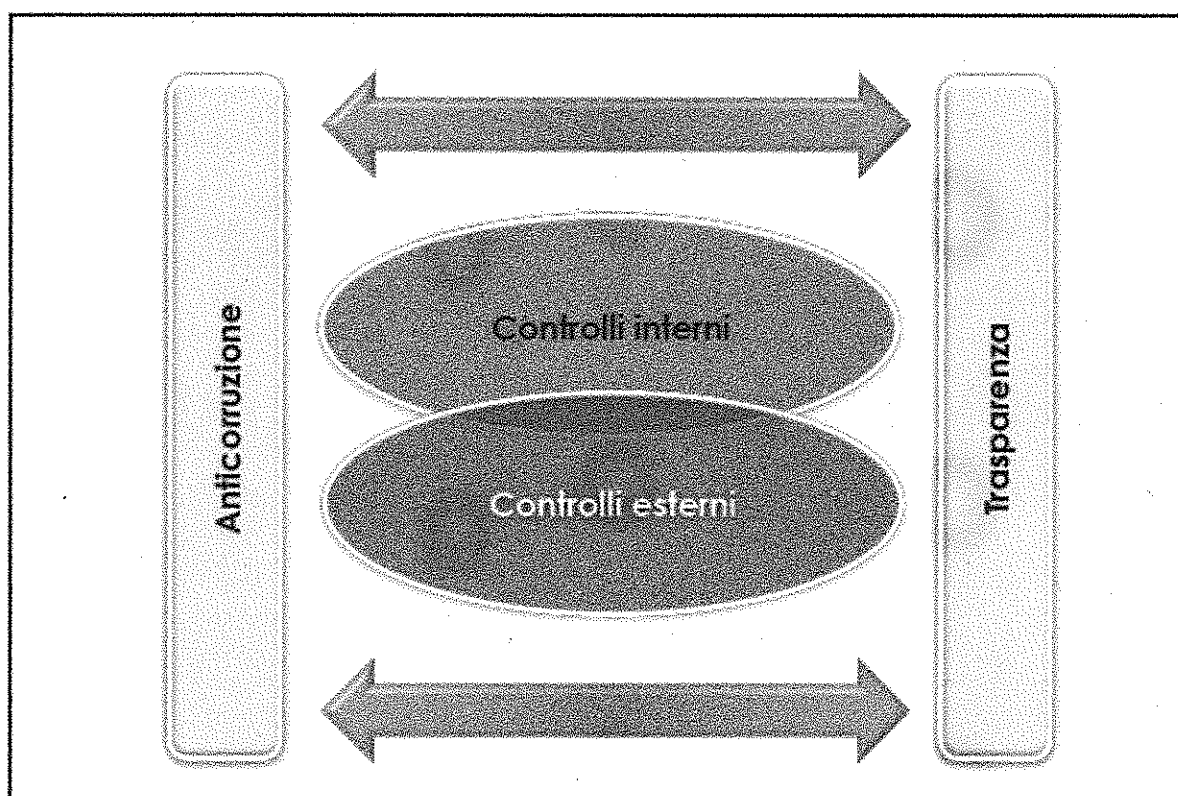 Anticorruzione
Controlli interni
Controlli esterni
Trasparenza